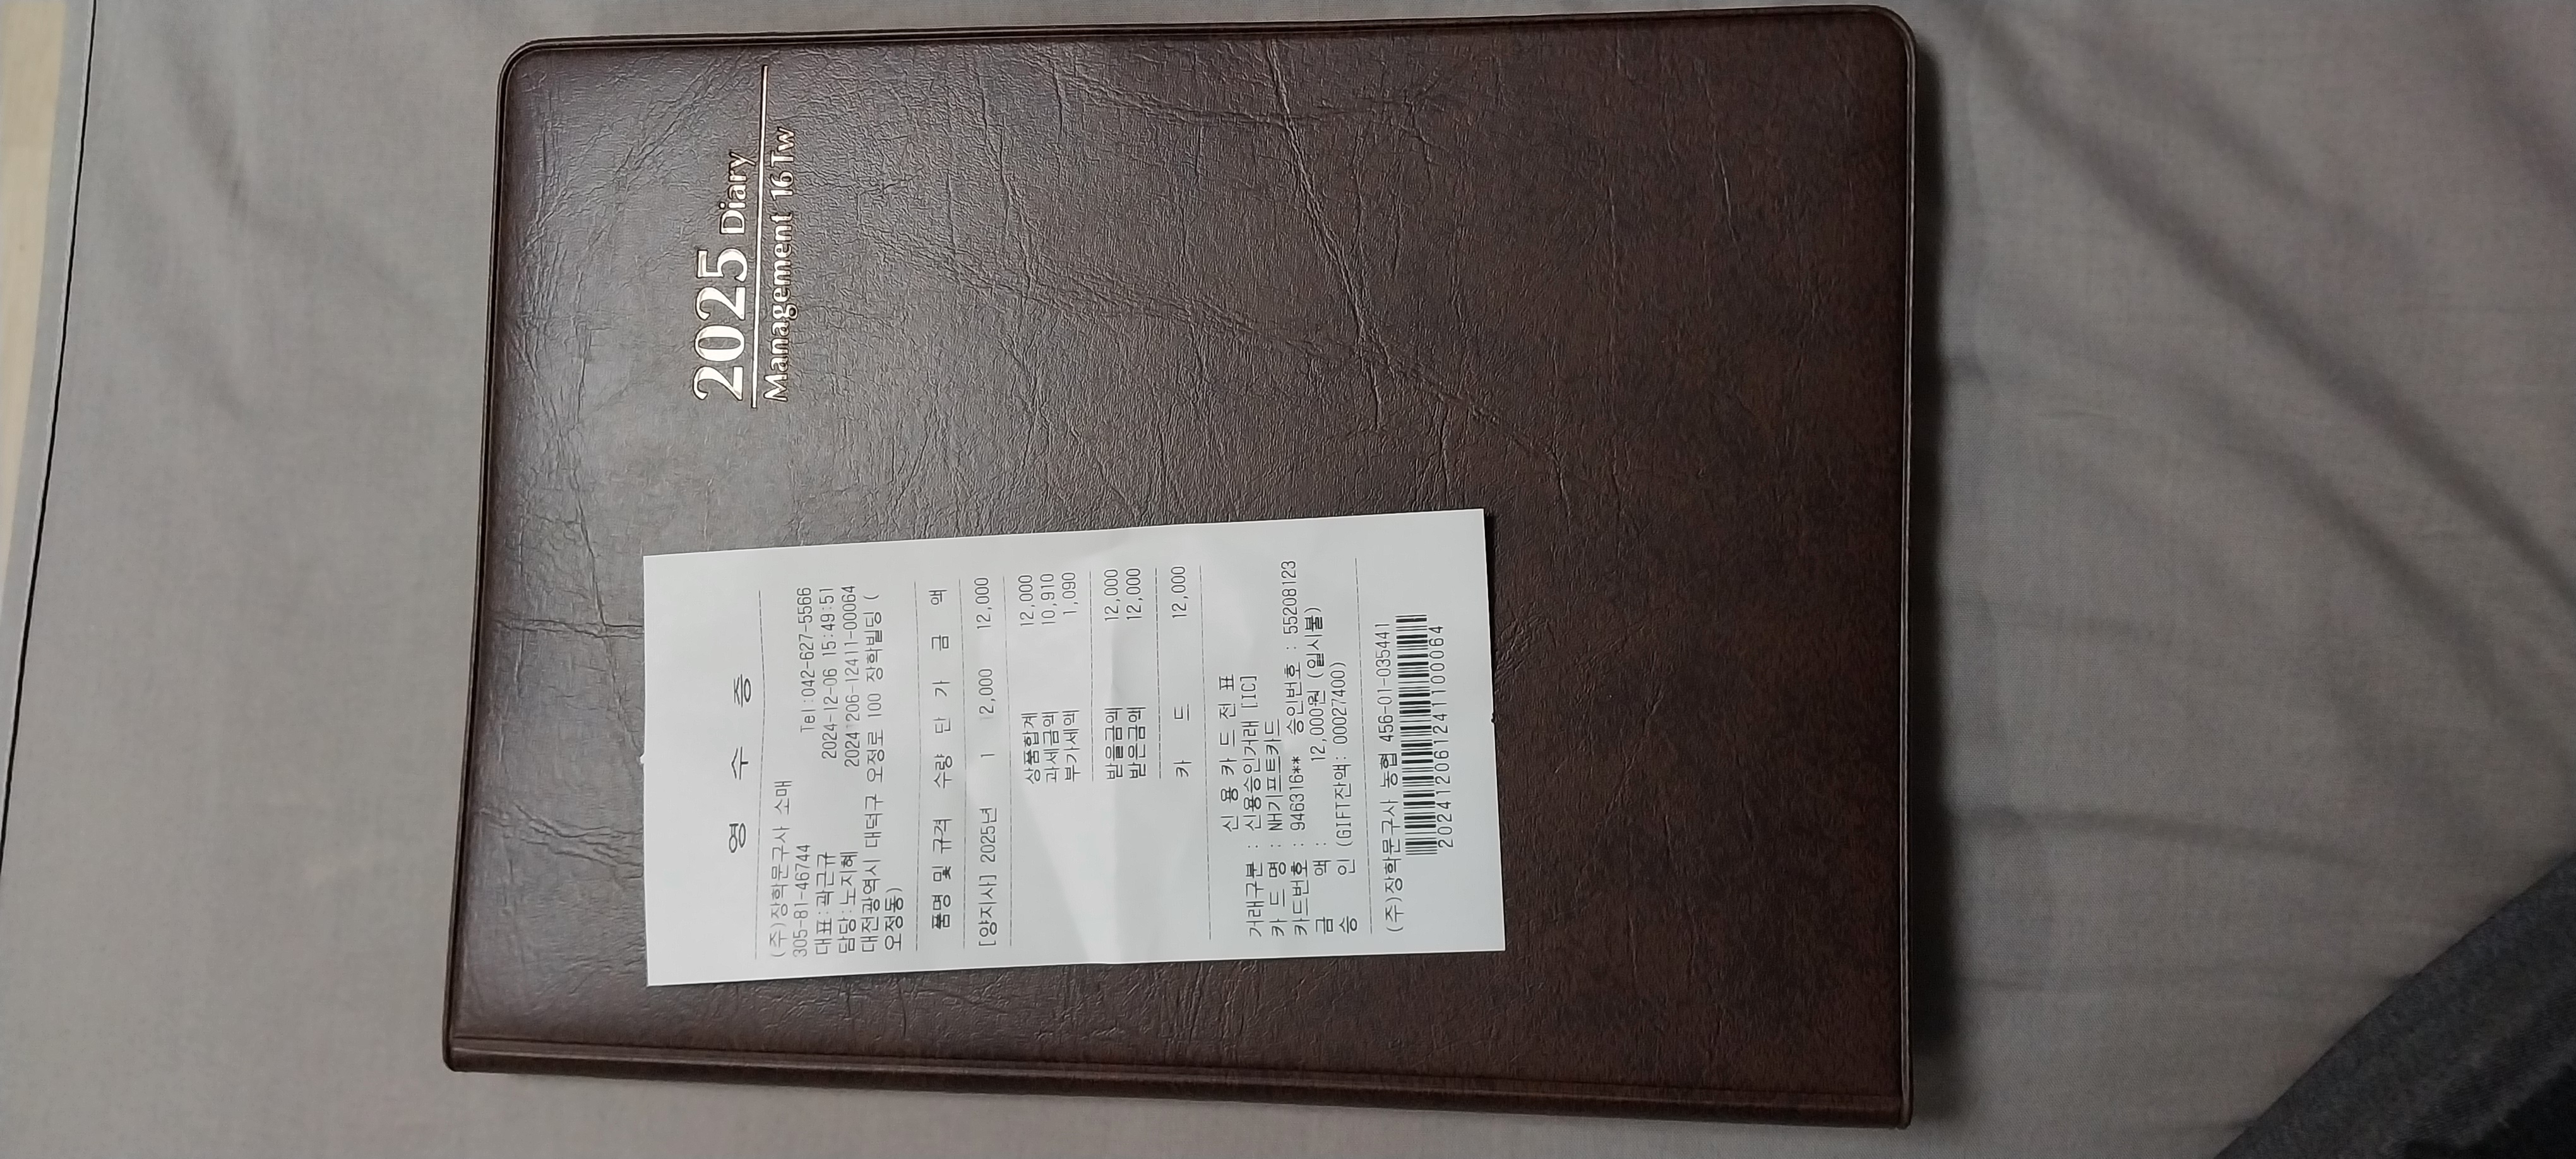 2025 Diary
Management 16 Tw
영 수 증
(주)장학문구사 소매
305-81-46744 Tel:042-627-5566
대표:곽근규 2024-12-06 15:49:51
담당:노지혜 20241206-12411-00064
대전광역시 대덕구 오정로 100 장학빌딩 (
오정동)
품명 및 규격 수량 단 가 금 액
[양지사] 2025년 1 12,000 12,000
상품합계 12,000
과세금액 10,910
부가세액 1,090
받을금액 12,000
받은금액 12,000
카 드 12,000
신 용 카 드 전 표
거래구분 : 신용승인거래 [IC]
카 드 명 : NH기프트카드
카드번호 : 946316** 승인번호 : 55208123
금 액 : 12,000원 (일시불)
승 인 (GIFT잔액: 00027400)
(주)장학문구사 농협 456-01-035441
202412061241100064